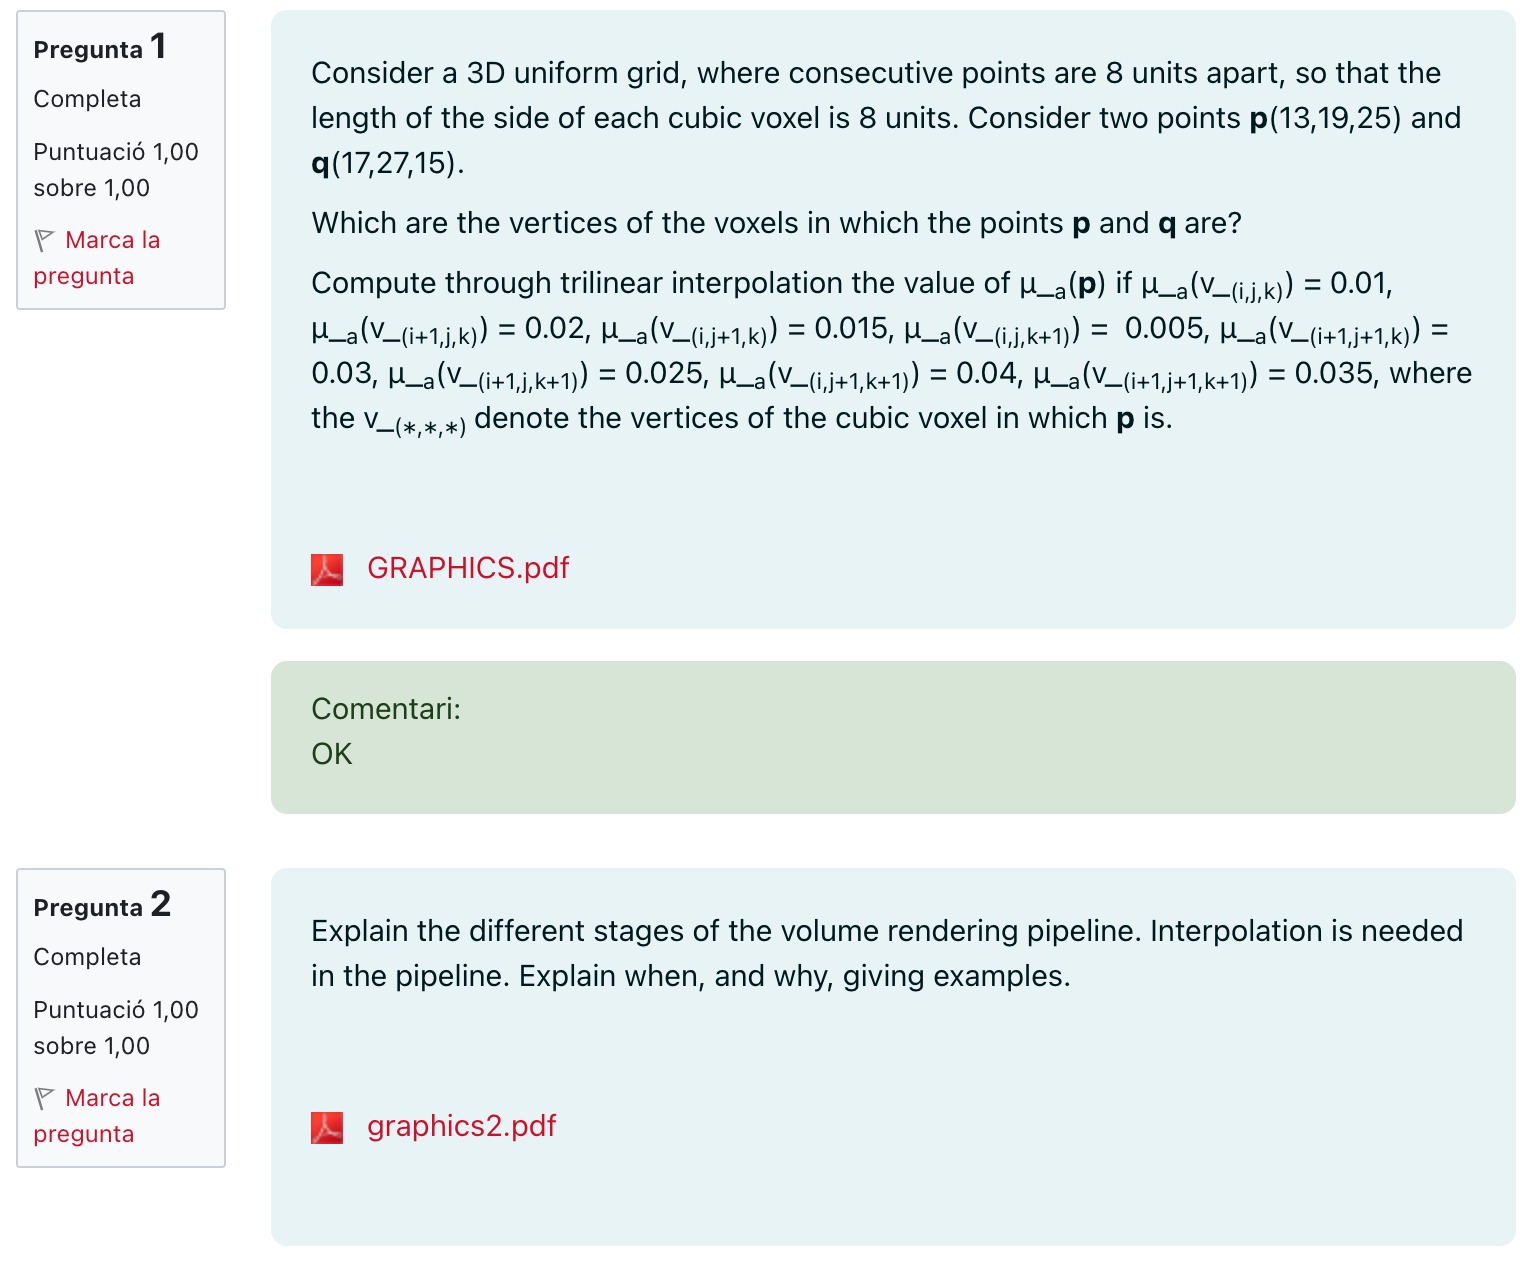 Pregunta 1
Completa
Puntuació 1,00
sobre 1,00
Marca la
pregunta
Consider a 3D uniform grid, where consecutive points are 8 units apart, so that the
length of the side of each cubic voxel is 8 units. Consider two points p(13,19,25) and
q(17,27,15).
Which are the vertices of the voxels in which the points p and q are?
Compute through trilinear interpolation the value of μ_a(p) if μ_a(v_(i,j,k)) = 0.01,
μ_a(v_(i+1,j,k)) = 0.02, μ_a(v_(i,j+1,k)) = 0.015, μ_a(v_(i,j,k+1)) = 0.005, μ_a(v_(i+1,j+1,k)) =
0.03, μ_a(v_(i+1,j,k+1)) = 0.025, μ_a(v_(i,j+1,k+1)) = 0.04, μ_a(v_(i+1,j+1,k+1)) = 0.035, where
the v_(*,*,*) denote the vertices of the cubic voxel in which p is.
GRAPHICS.pdf
Comentari:
OK
Pregunta 2
Completa
Puntuació 1,00
sobre 1,00
Marca la
pregunta
Explain the different stages of the volume rendering pipeline. Interpolation is needed
in the pipeline. Explain when, and why, giving examples.
graphics2.pdf